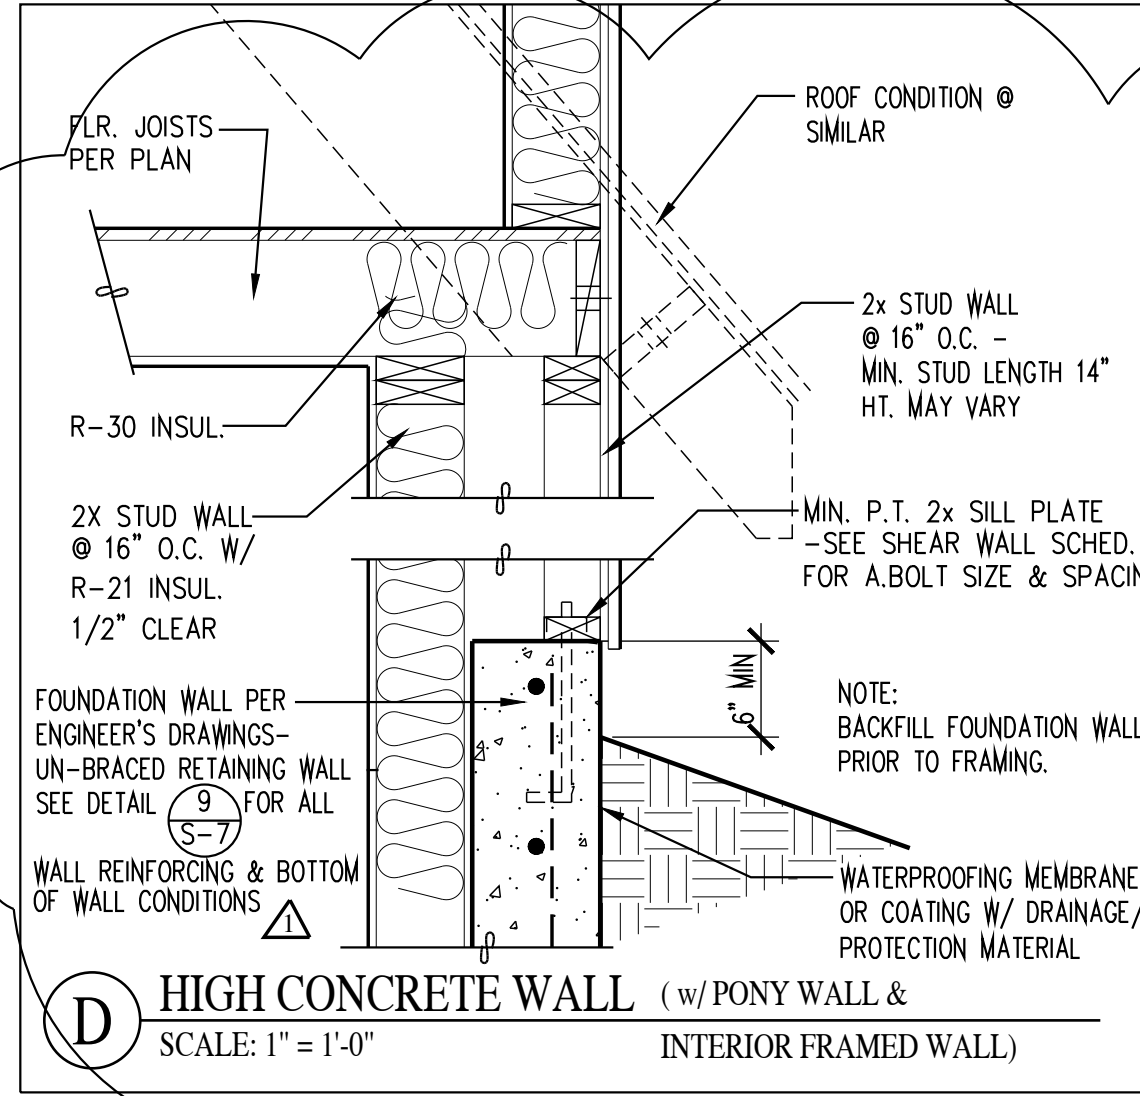 FLR. JOISTS
PER PLAN
ROOF CONDITION @
SIMILAR
2x STUD WALL
@ 16" O.C. -
MIN. STUD LENGTH 14"
HT. MAY VARY
R-30 INSUL.
2X STUD WALL
@ 16" O.C. W/
R-21 INSUL.
1/2" CLEAR
MIN. P.T. 2x SILL PLATE
-SEE SHEAR WALL SCHED.
FOR A.BOLT SIZE &
6" MIN
FOUNDATION WALL PER
ENGINEER'S DRAWINGS-
UN-BRACED RETAINING WALL
SEE DETAIL 9 FOR ALL
S-7
WALL REINFORCING & BOTTOM
OF WALL CONDITIONS
1
NOTE:
BACKFILL FOUNDATION WALL
PRIOR TO FRAMING.
WATERPROOFING MEMBRANE
OR COATING W/ DRAINAGE/
PROTECTION MATERIAL
D
HIGH CONCRETE WALL ( w/ PONY WALL &
SCALE: 1" = 1'-0" INTERIOR FRAMED WALL)